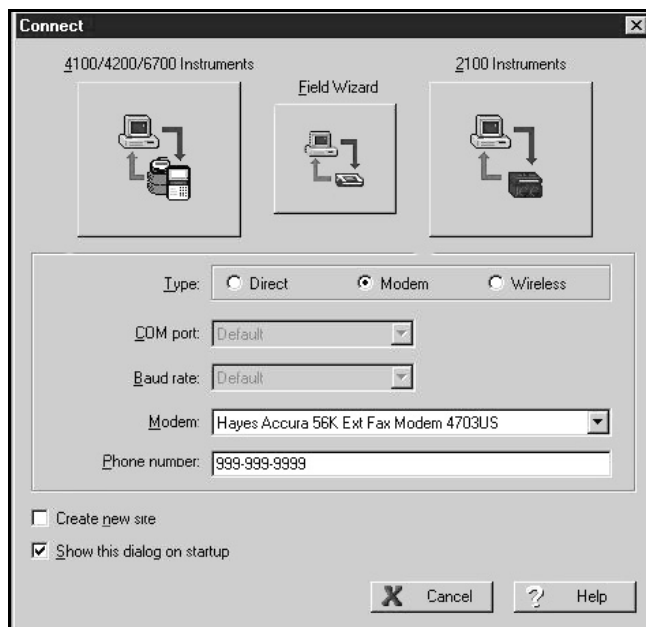 Connect
4100/4200/6700 Instruments
Field Wizard
2100 Instruments
Type: Direct Modem Wireless
COM port: Default
Baud rate: Default
Modem: Hayes Accura 56K Ext Fax Modem 4703US
Phone number: 999-999-9999
Create new site
Show this dialog on startup
Cancel ? Help